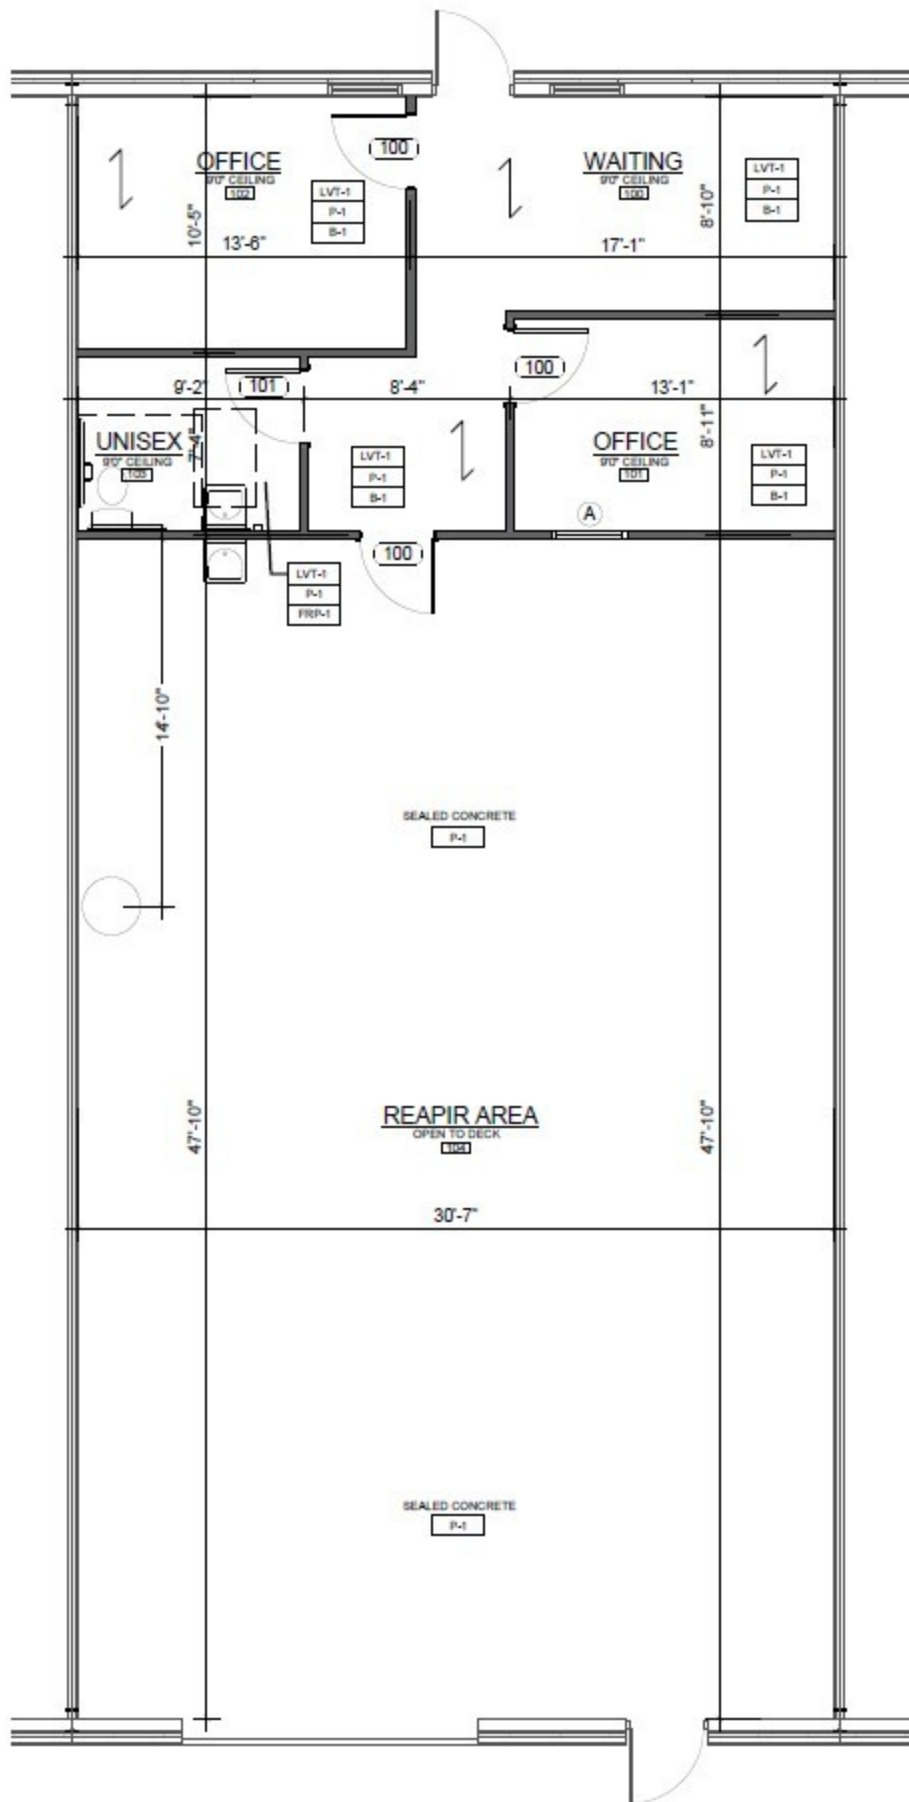 100
OFFICE
9'0" CEILING
102
LVT-1
P-1
B-1
10'-5"
13'-6"
WAITING
9'0" CEILING
100
LVT-1
P-1
B-1
8'-10"
17'-1"
9'-2"
101
8'-4"
100
13'-1"
UNISEX
9'0" CEILING
103
7'-4"
LVT-1
P-1
B-1
OFFICE
9'0" CEILING
101
8'-11"
LVT-1
P-1
B-1
A
100
LVT-1
P-1
FRP-1
14'-10"
SEALED CONCRETE
P-1
47'-10"
REAPIR AREA
OPEN TO DECK
104
47'-10"
30'-7"
SEALED CONCRETE
P-1